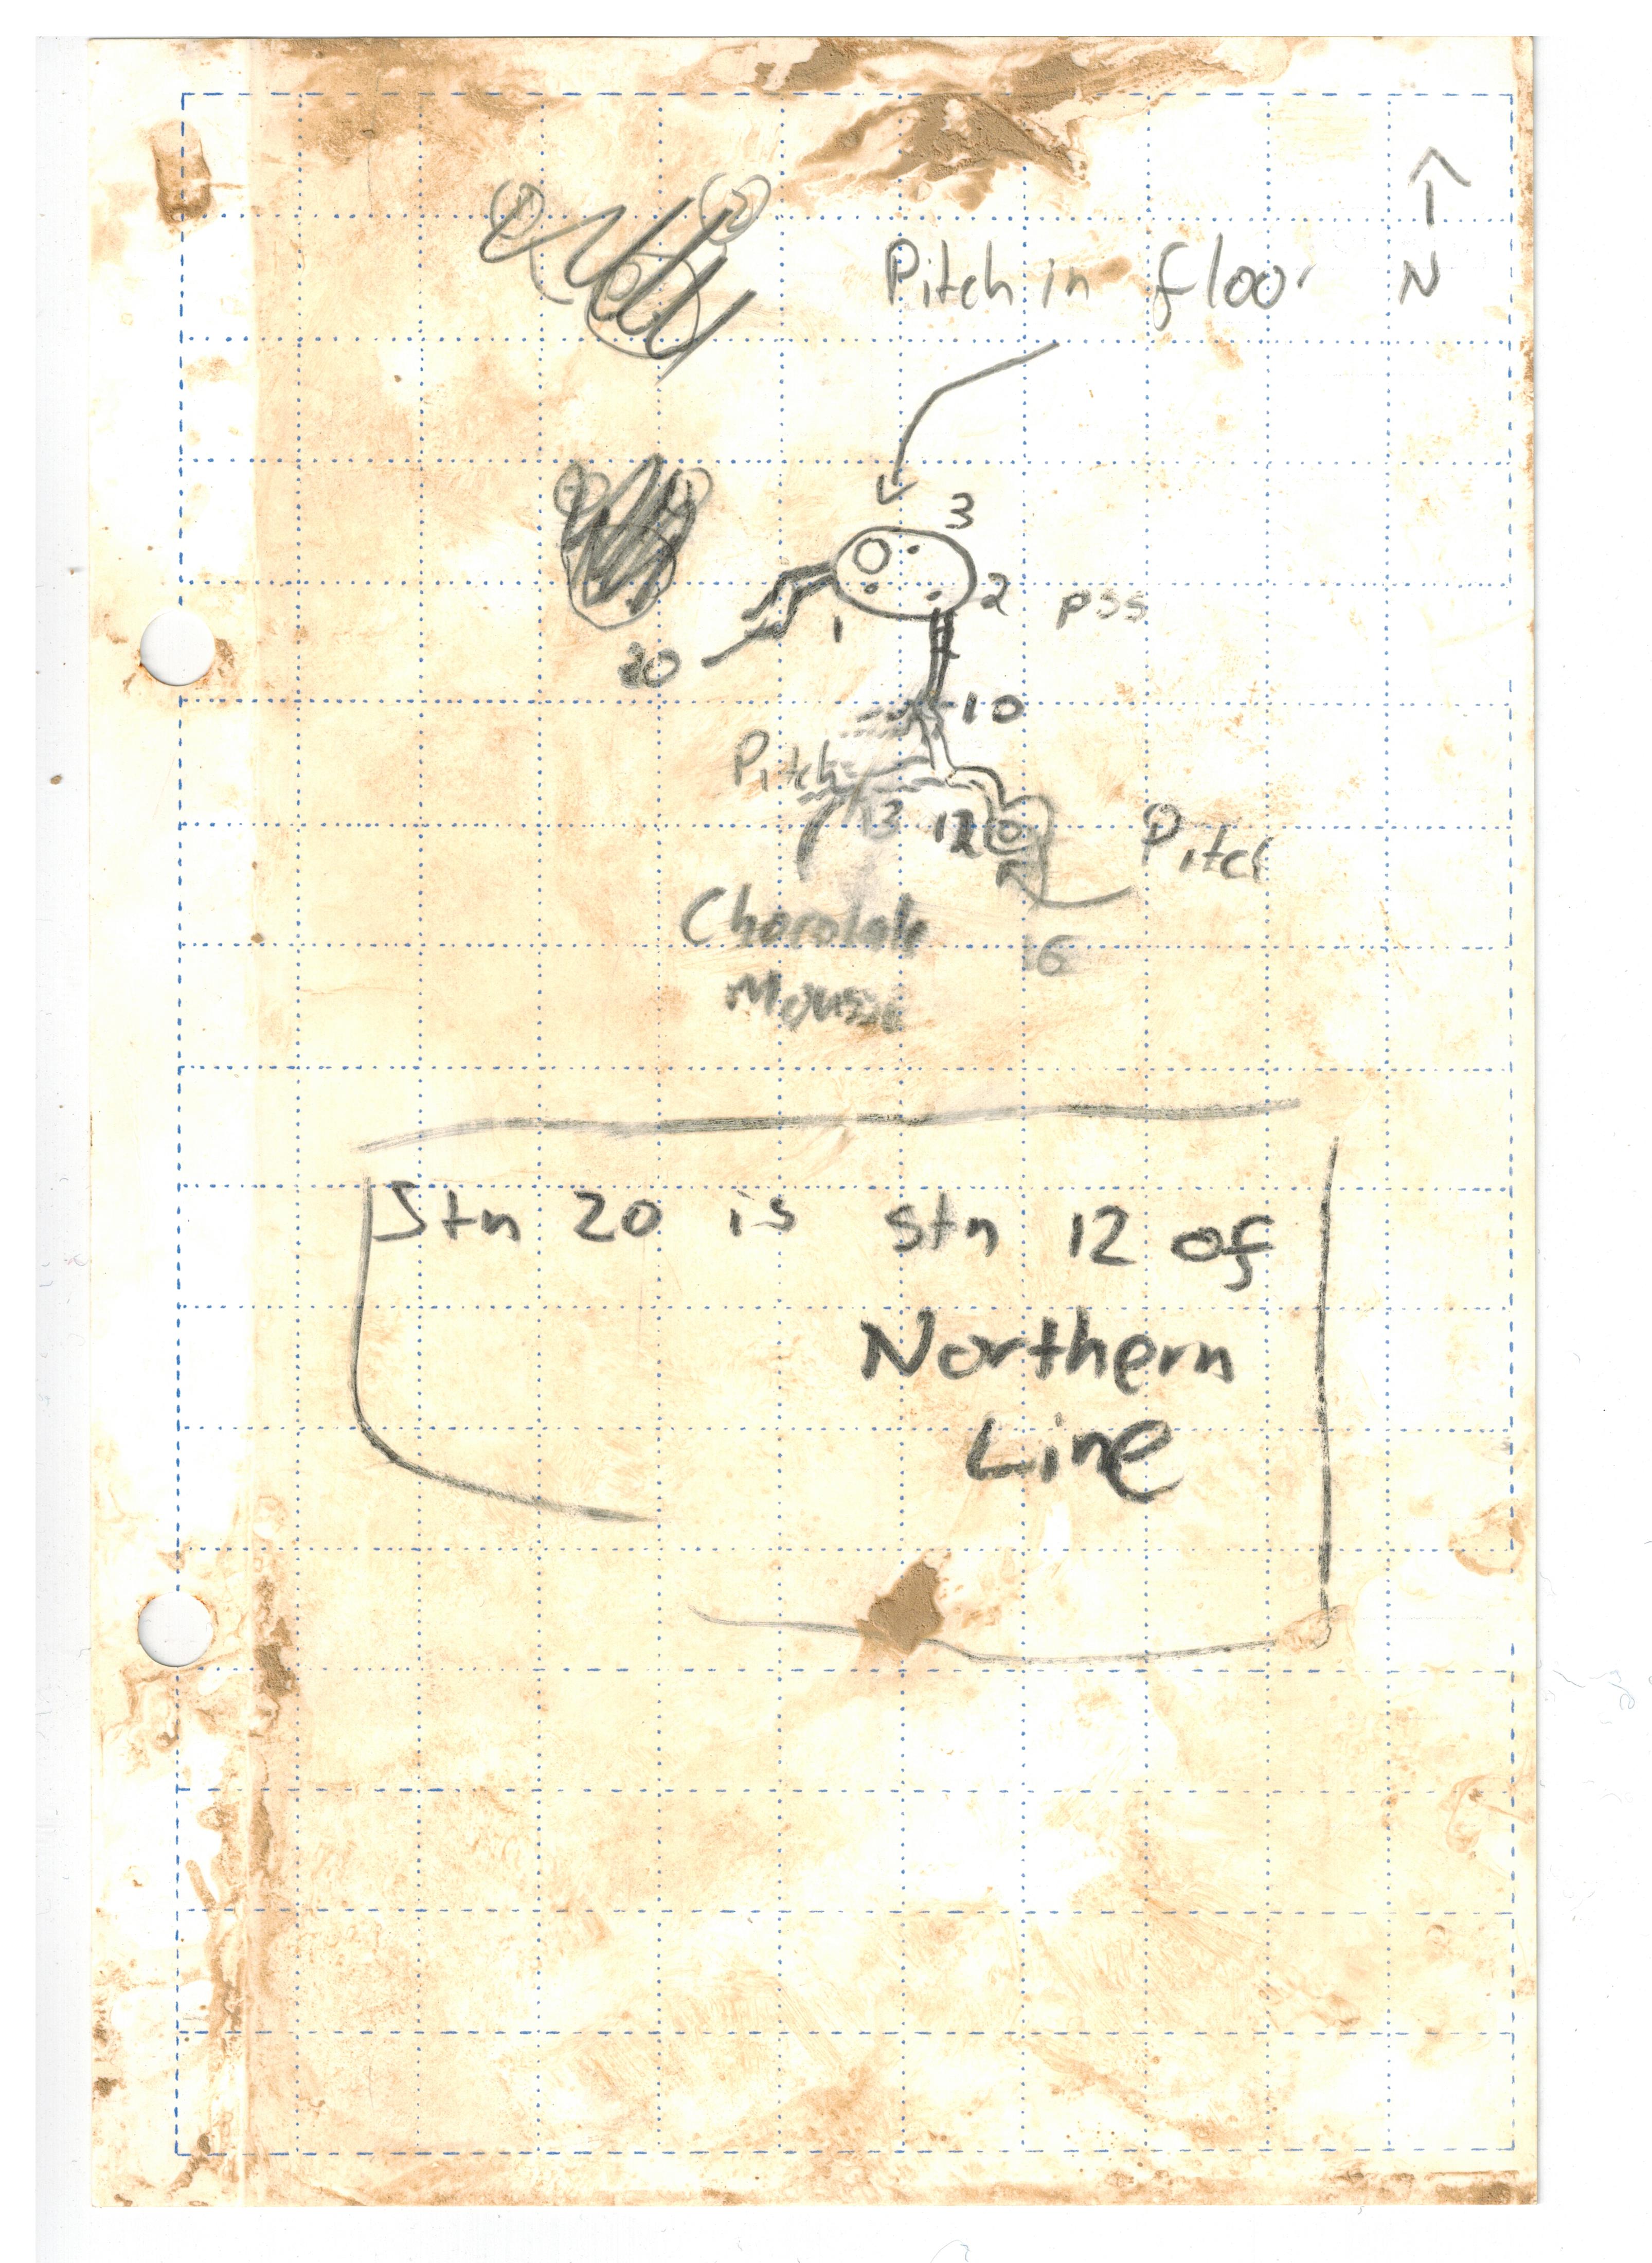 Pitch in floor
N
3
2 pss
1
20
10
Pitch
13 12
Pitch
Chocolate
16
Mousse
Stn 20 is stn 12 of
Northern
Line